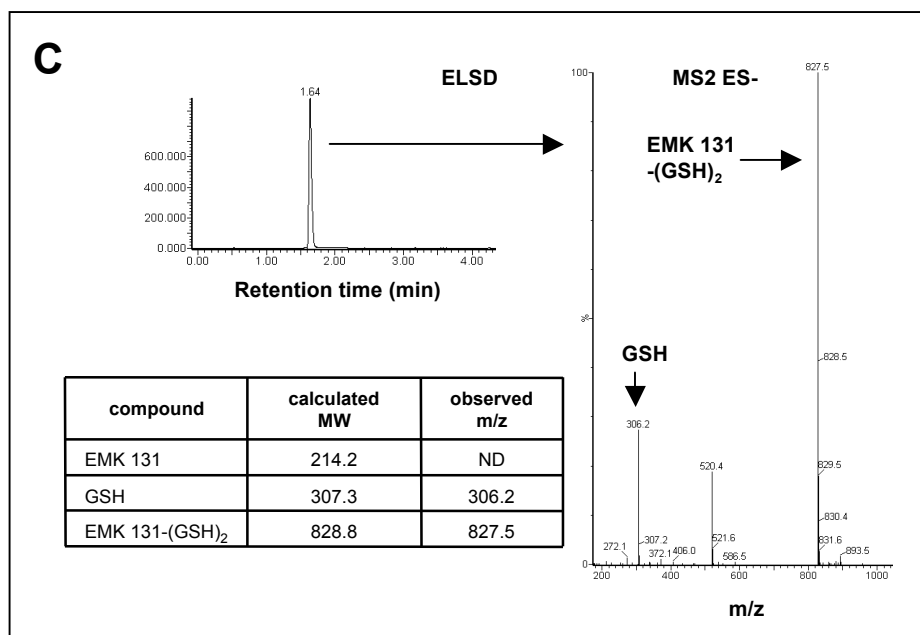 C
ELSD
1.64
600.000
400.000
200.000
0.000
0.00 1.00 2.00 3.00 4.00
Retention time (min)
MS2 ES-
100
827.5
EMK 131
-(GSH)2
%
828.5
GSH
306.2
520.4
829.5
830.4
831.6
893.5
307.2
521.6
272.1
372.1
406.0
586.5
0
200 400 600 800 1000
m/z
compound calculated MW observed m/z
EMK 131 214.2 ND
GSH 307.3 306.2
EMK 131-(GSH)2 828.8 827.5